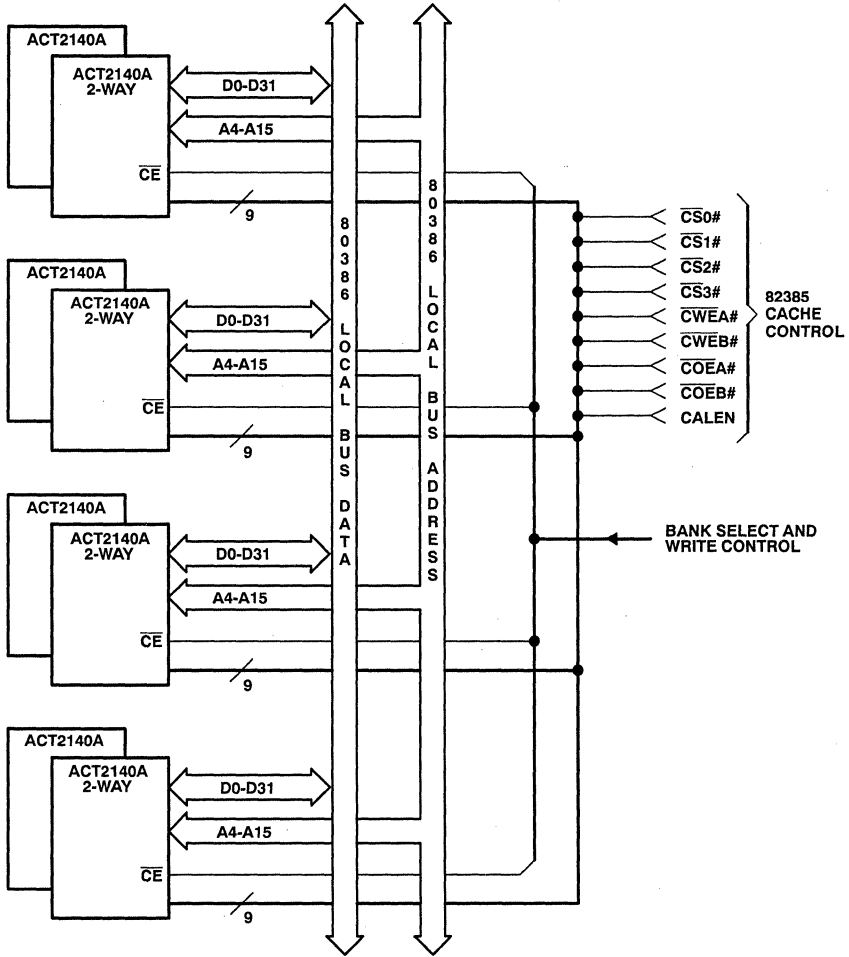 ACT2140A
ACT2140A
2-WAY
D0-D31
A4-A15
CE
9
ACT2140A
ACT2140A
2-WAY
D0-D31
A4-A15
CE
9
ACT2140A
ACT2140A
2-WAY
D0-D31
A4-A15
CE
9
ACT2140A
ACT2140A
2-WAY
D0-D31
A4-A15
CE
9
80386 LOCAL BUS DATA
80386 LOCAL BUS ADDRESS
CS0#
CS1#
CS2#
CS3#
CWEA#
CWEB#
COEA#
COEB#
CALEN
82385
CACHE
CONTROL
BANK SELECT AND
WRITE CONTROL